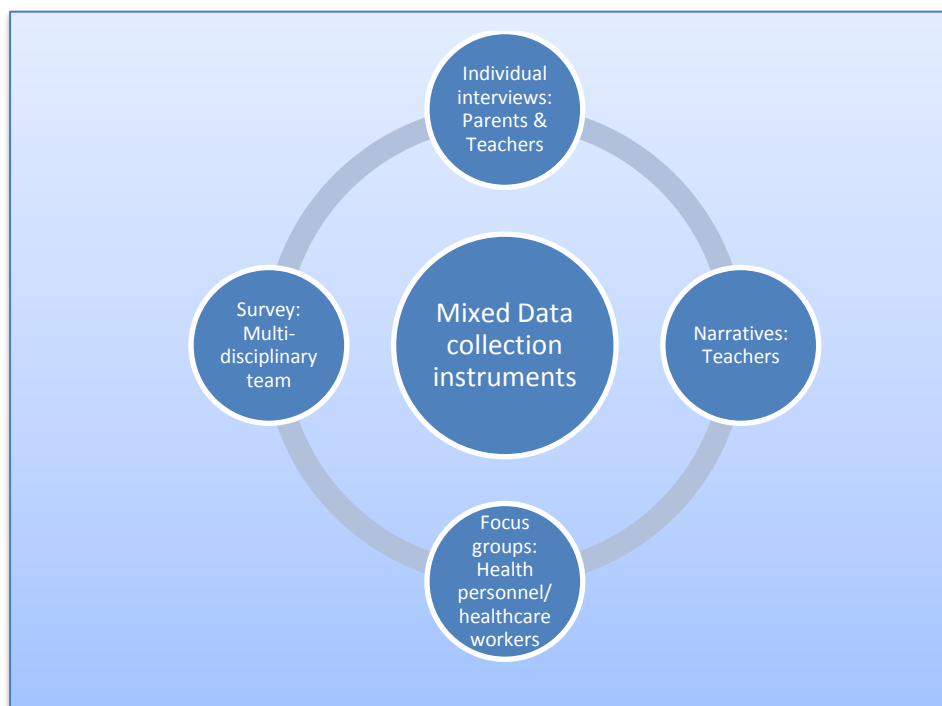 Individual
interviews:
Parents &
Teachers
Survey:
Multi-
disciplinary
team
Mixed Data
collection
instruments
Narratives:
Teachers
Focus
groups:
Health
personnel/
healthcare
workers